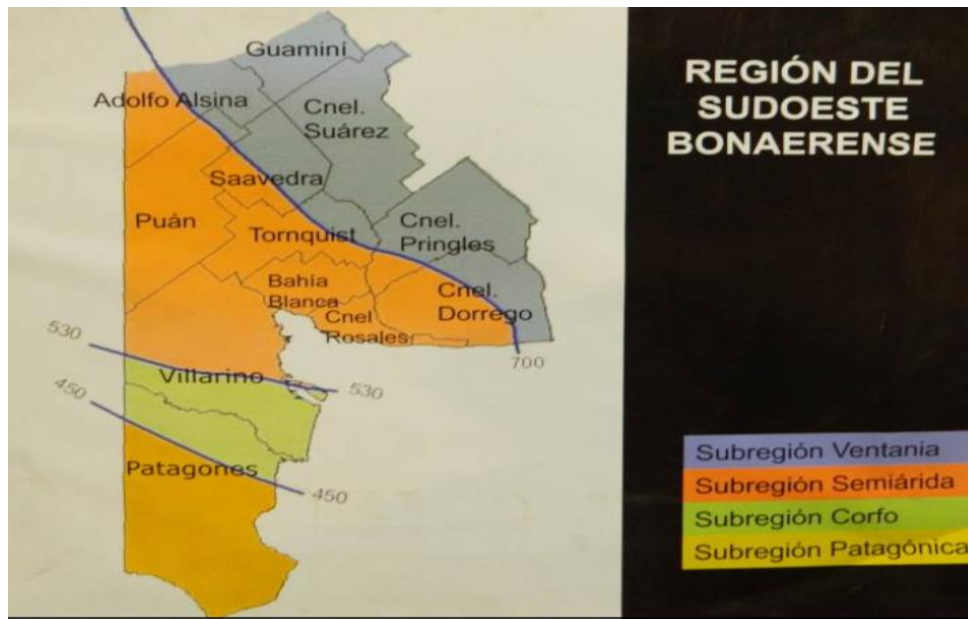 Guaminí
Adolfo Alsina
Cnel.
Suárez
Saavedra
Puán
Tornquist
Cnel.
Pringles
Bahía
Blanca
Cnel
Rosales
Cnel.
Dorrego
700
530
Villarino
530
450
Patagones
450
REGIÓN DEL
SUDOESTE
BONAERENSE
Subregión Ventania
Subregión Semiárida
Subregión Corfo
Subregión Patagónica